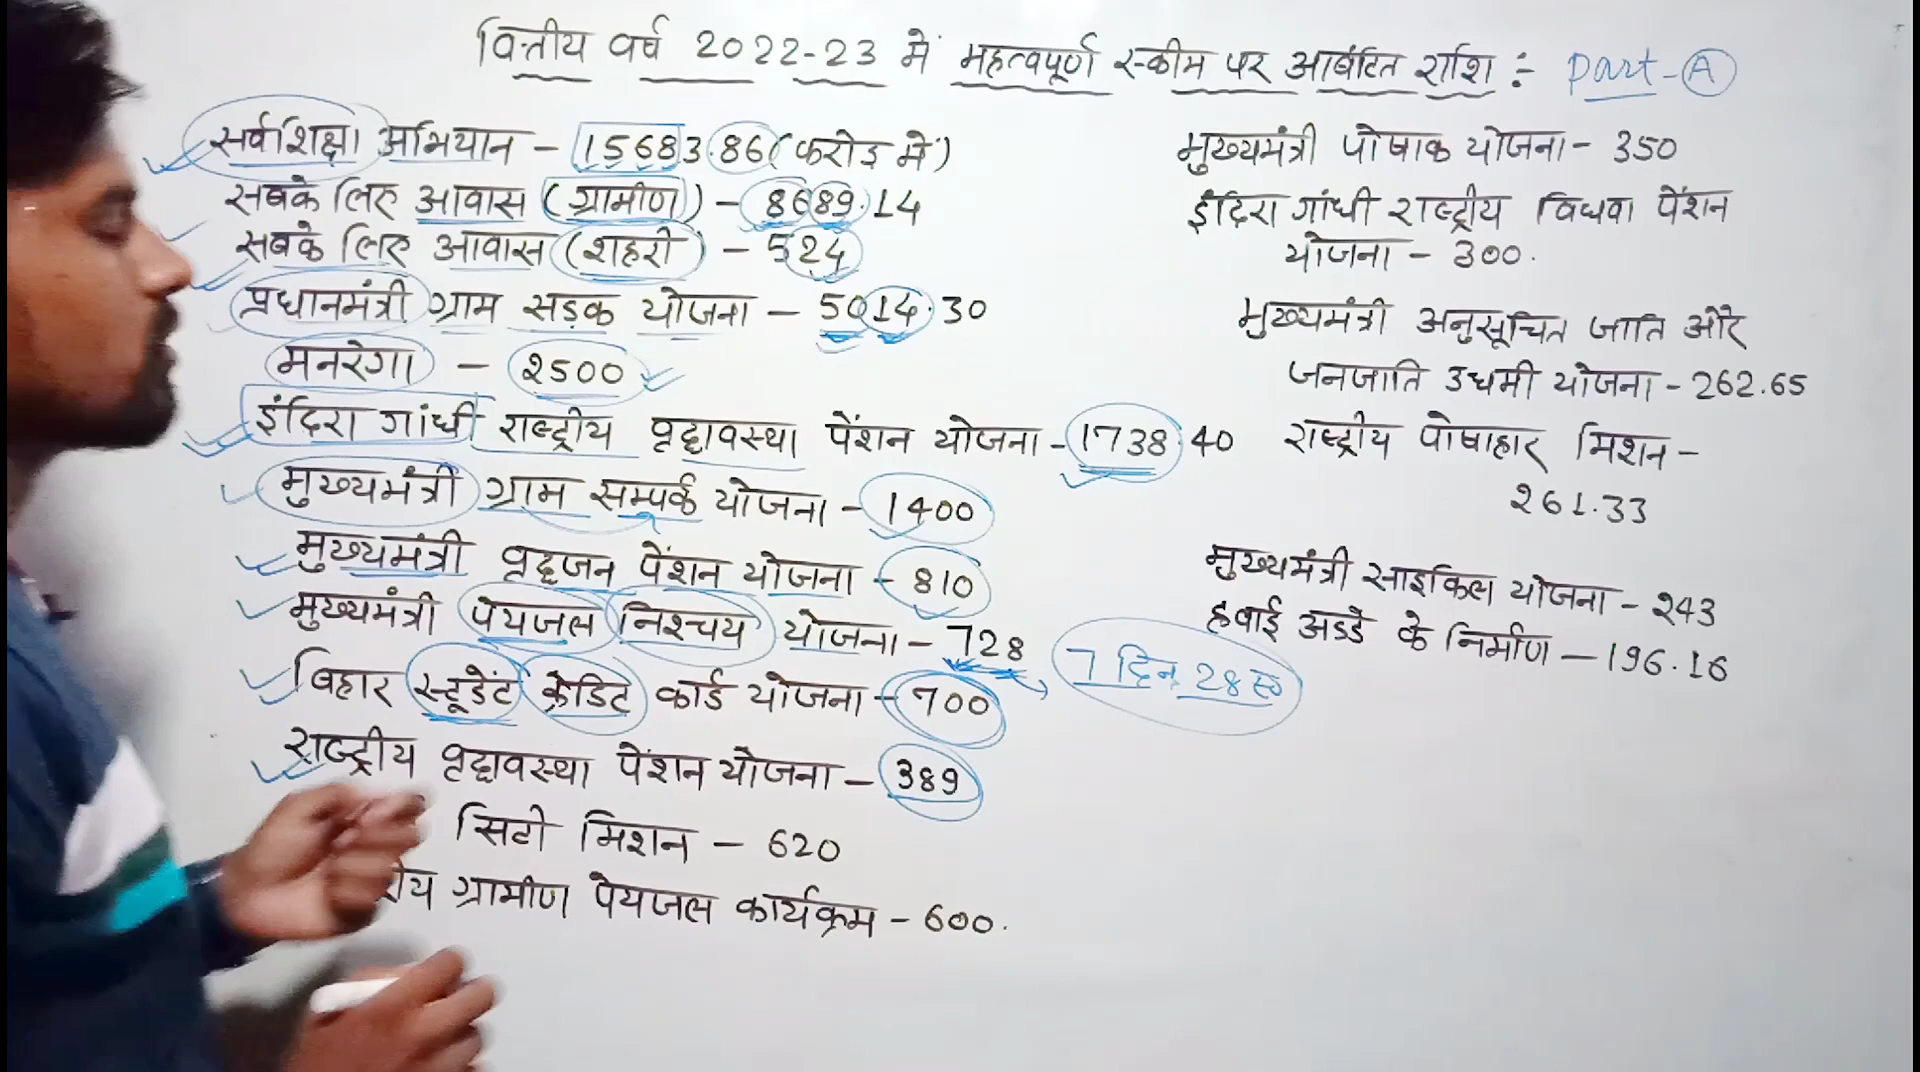 वित्तीय वर्ष 2022-23 में महत्वपूर्ण स्कीम पर आवंटित राशि :- Part-A
सर्वशिक्षा अभियान - 15683.86 (करोड़ में)
सबके लिए आवास (ग्रामीण) - 8689.14
सबके लिए आवास (शहरी) - 524
प्रधानमंत्री ग्राम सड़क योजना - 5014.30
मनरेगा - 2500
इंदिरा गांधी राष्ट्रीय वृद्धावस्था पेंशन योजना - 1738.40
मुख्यमंत्री ग्राम सम्पर्क योजना - 1400
मुख्यमंत्री वृद्धजन पेंशन योजना - 810
मुख्यमंत्री पेयजल निश्चय योजना - 728
बिहार स्टूडेंट क्रेडिट कार्ड योजना - 700
राष्ट्रीय वृद्धावस्था पेंशन योजना - 389
सिटी मिशन - 620
ग्रामीण पेयजल कार्यक्रम - 600.
7 दिन 28
मुख्यमंत्री पोषाक योजना - 350
इंदिरा गांधी राष्ट्रीय विधवा पेंशन
योजना - 300.
मुख्यमंत्री अनुसूचित जाति और
जनजाति उधमी योजना - 262.65
राष्ट्रीय पोषाहार मिशन -
261.33
मुख्यमंत्री साइकिल योजना - 243
हवाई अडडे के निर्माण - 196.16